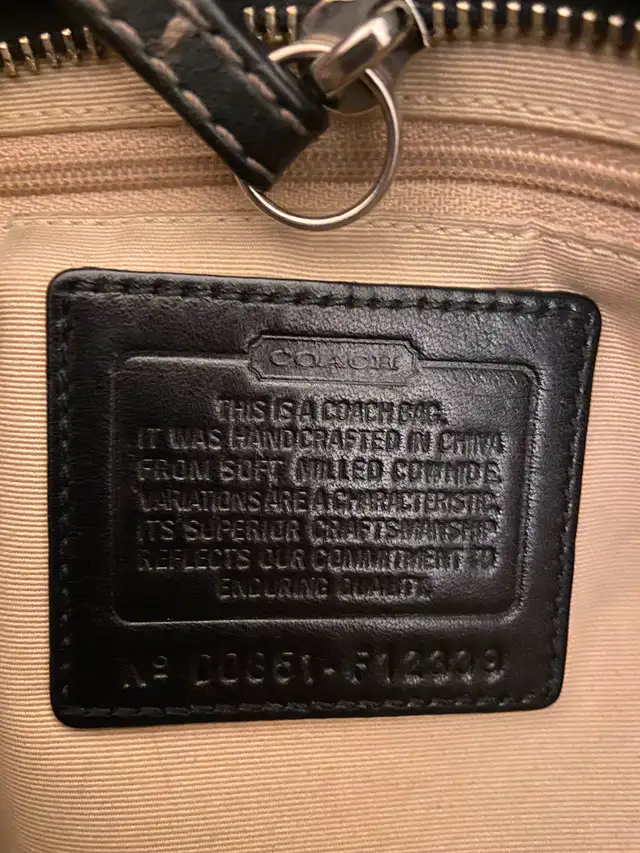 COACH
THIS IS A COACH BAG.
IT WAS HANDCRAFTED IN CHINA
FROM SOFT MILLED COWHIDE.
VARIATIONS ARE A CHARACTERISTIC.
ITS SUPERIOR CRAFTSMANSHIP
REFLECTS OUR COMMITMENT TO
ENDURING QUALITY.
Nº